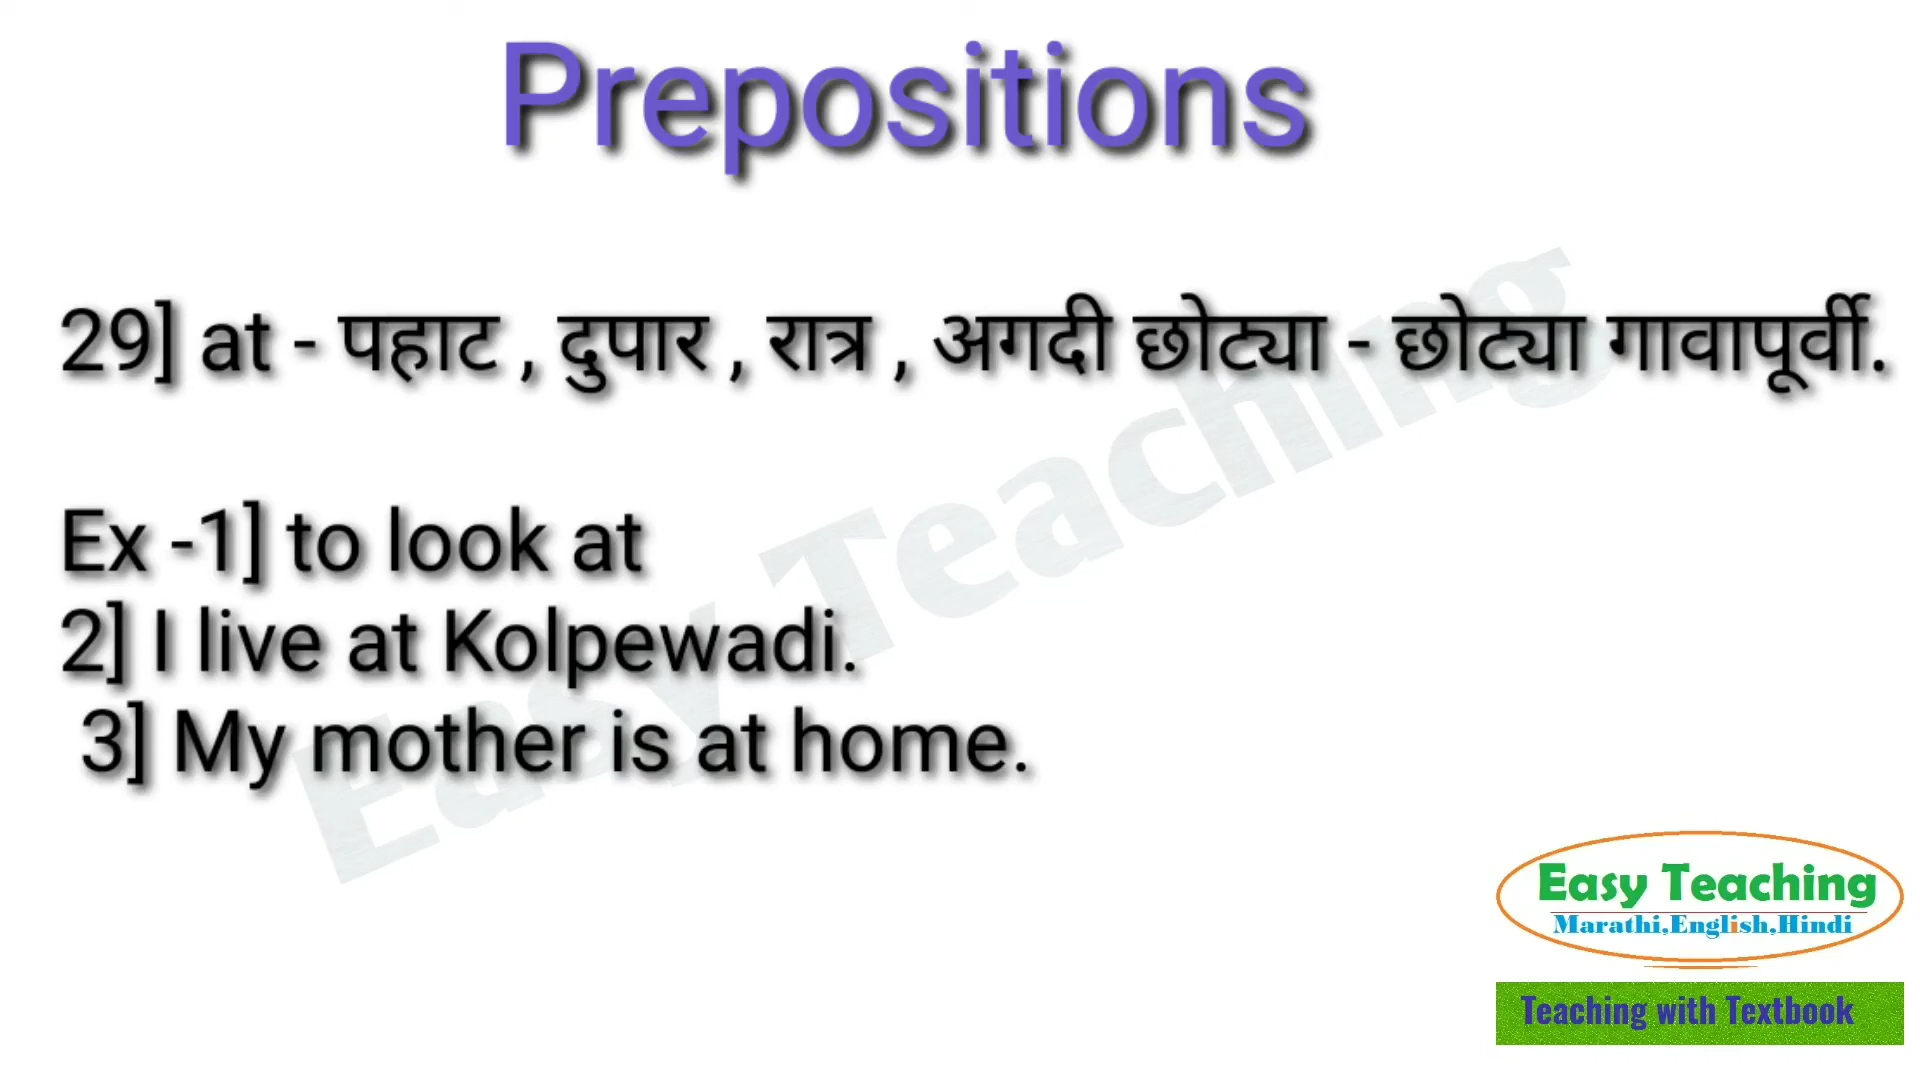 Prepositions
29] at - पहाट , दुपार , रात्र , अगदी छोट्या - छोट्या गावापूर्वी.
Ex -1] to look at
2] I live at Kolpewadi.
3] My mother is at home.
Easy Teaching
Easy Teaching
Marathi,English,Hindi
Teaching with Textbook